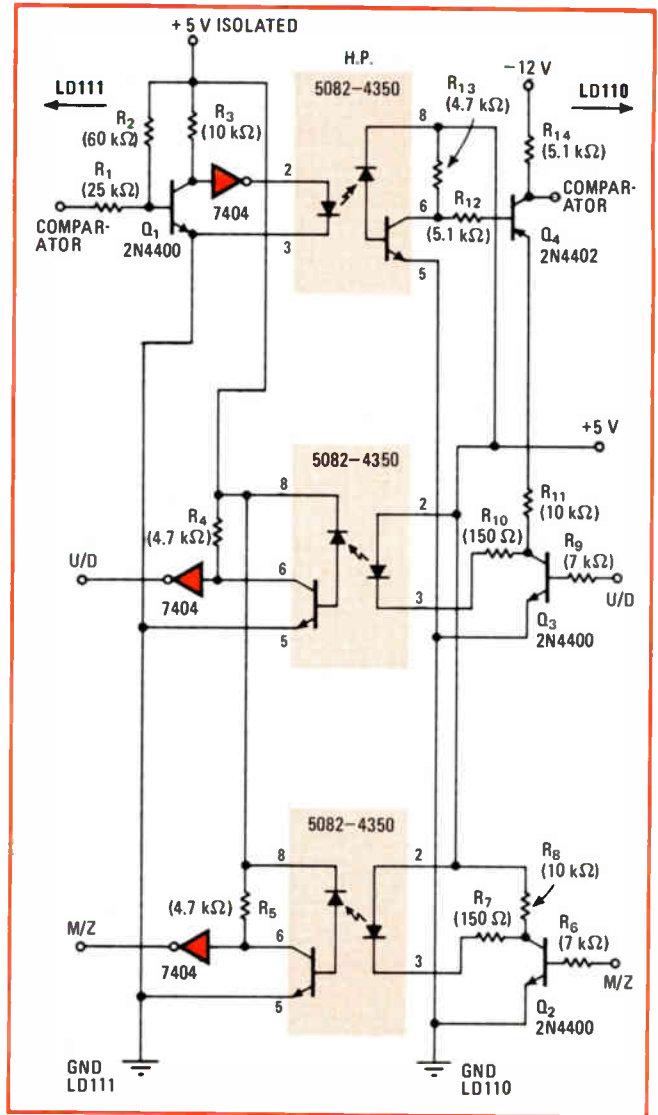 + 5 V ISOLATED
H.P.
5082-4350
LD111
-12 V
LD110
R2
(60 kΩ)
R3
(10 kΩ)
R13
(4.7 kΩ)
R14
(5.1 kΩ)
R1
(25 kΩ)
COMPAR-
ATOR
Q1
2N4400
7404
2
3
8
6
5
R12
(5.1 kΩ)
COMPAR-
ATOR
Q4
2N4402
+5 V
5082-4350
R4
(4.7 kΩ)
U/D
7404
8
6
5
2
3
R10
(150 Ω)
R11
(10 kΩ)
R9
(7 kΩ)
U/D
Q3
2N4400
5082-4350
(4.7 kΩ)
R5
M/Z
7404
8
6
5
2
3
R7
(150 Ω)
R8
(10 kΩ)
R6
(7 kΩ)
M/Z
Q2
2N4400
GND
LD111
GND
LD110